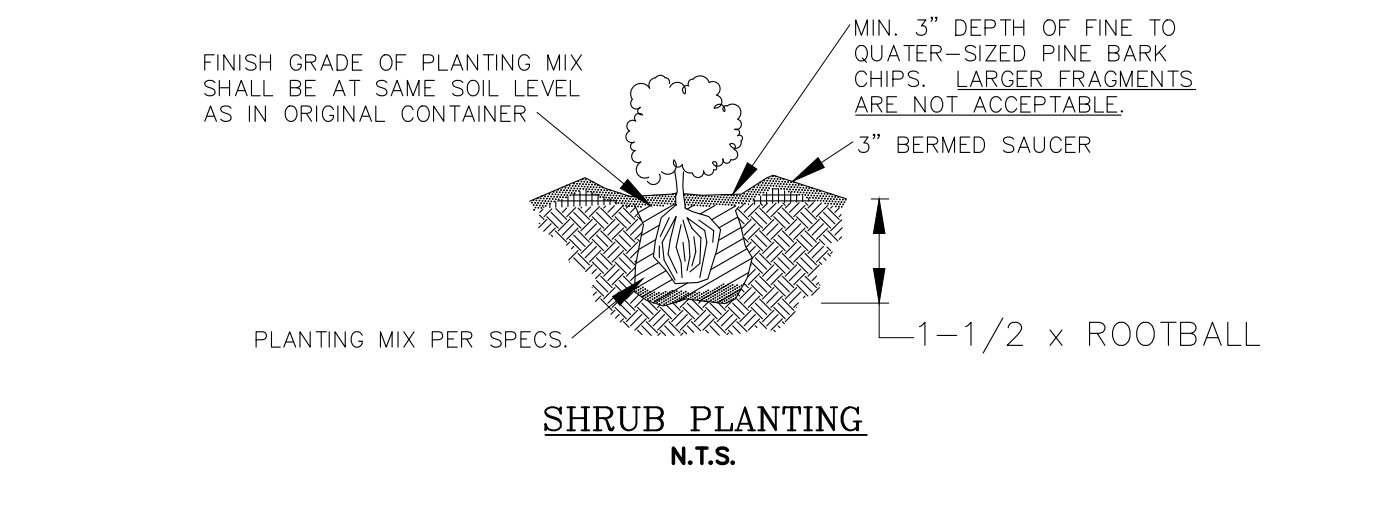 FINISH GRADE OF PLANTING MIX
SHALL BE AT SAME SOIL LEVEL
AS IN ORIGINAL CONTAINER
MIN. 3” DEPTH OF FINE TO
QUATER-SIZED PINE BARK
CHIPS. LARGER FRAGMENTS
ARE NOT ACCEPTABLE.
3” BERMED SAUCER
PLANTING MIX PER SPECS.
1-1/2 x ROOTBALL
SHRUB PLANTING
N.T.S.